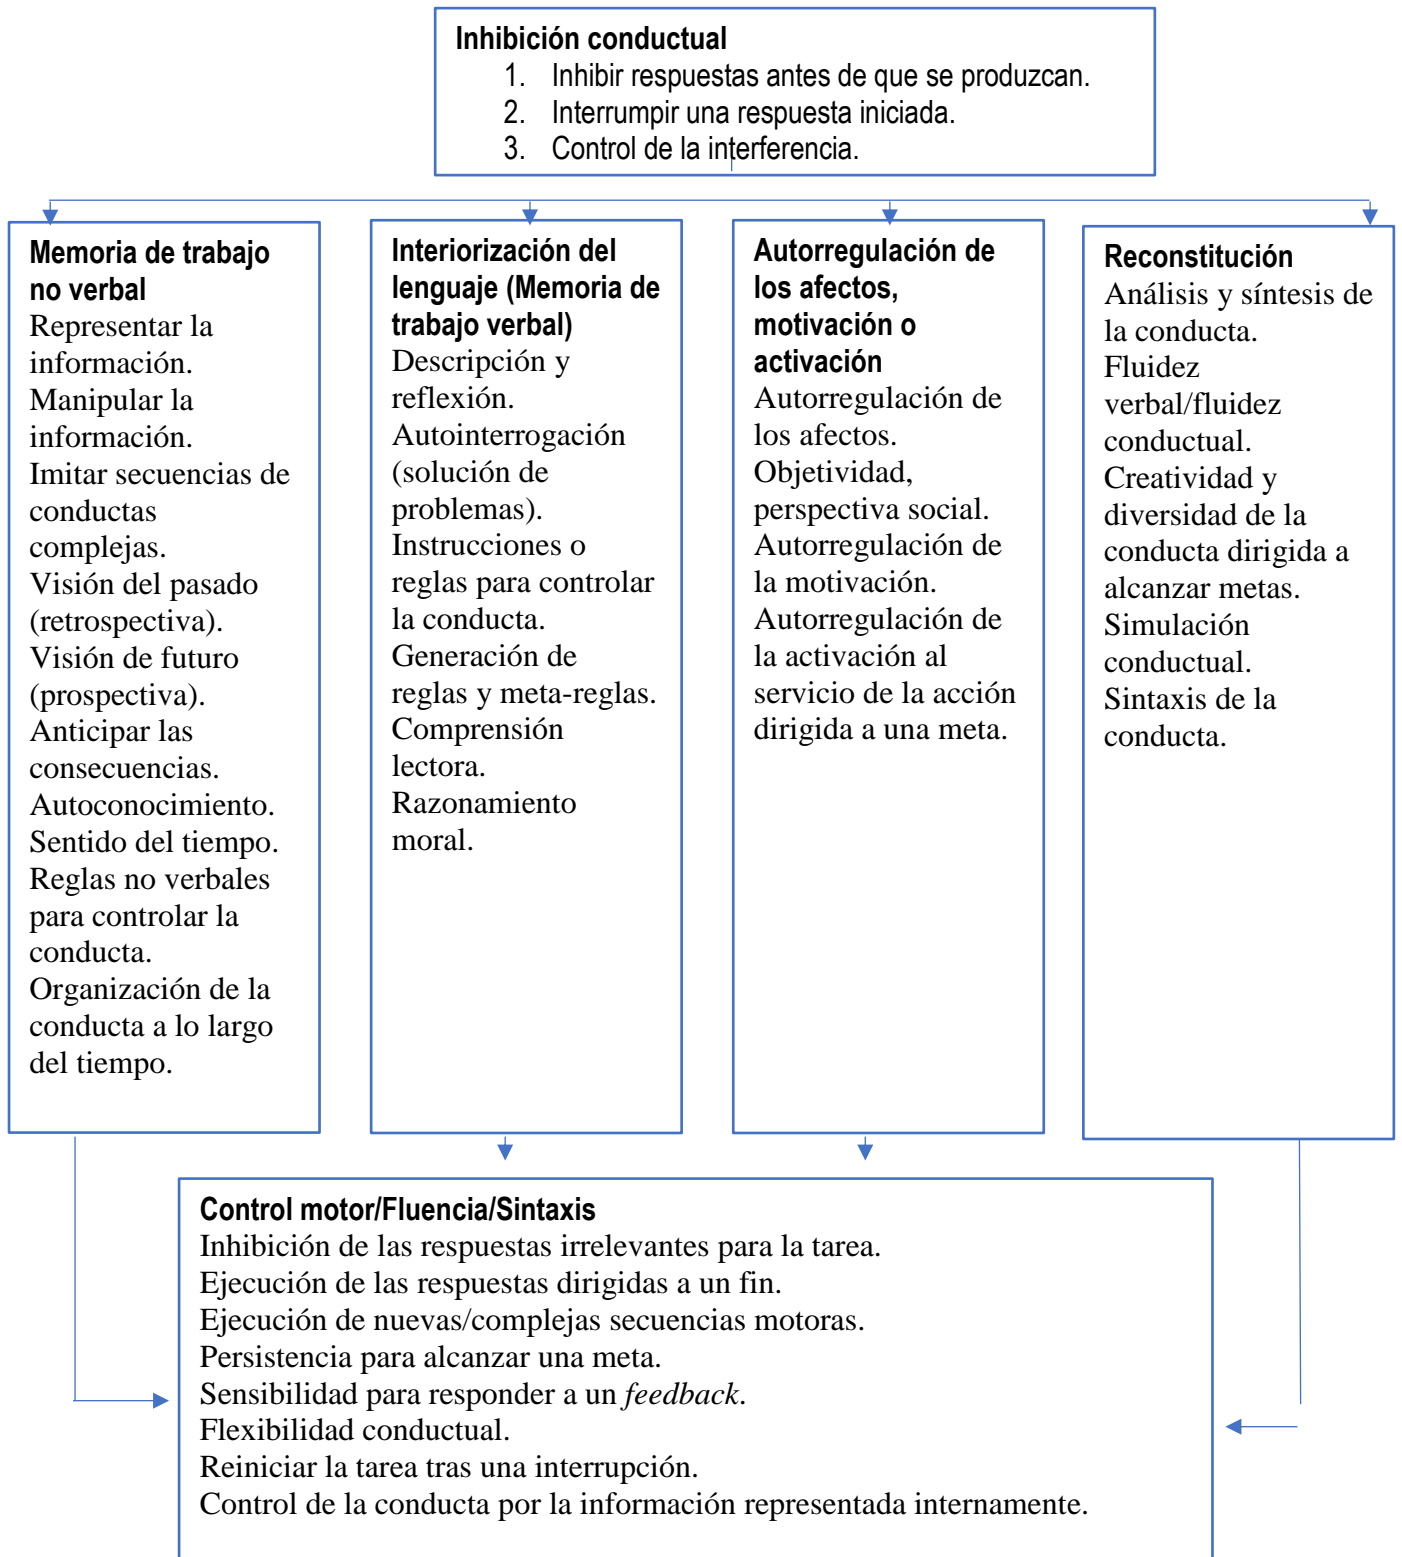 Inhibición conductual
1. Inhibir respuestas antes de que se produzcan.
2. Interrumpir una respuesta iniciada.
3. Control de la interferencia.
Memoria de trabajo
no verbal
Representar la
información.
Manipular la
información.
Imitar secuencias de
conductas
complejas.
Visión del pasado
(retrospectiva).
Visión de futuro
(prospectiva).
Anticipar las
consecuencias.
Autoconocimiento.
Sentido del tiempo.
Reglas no verbales
para controlar la
conducta.
Organización de la
conducta a lo largo
del tiempo.
Interiorización del
lenguaje (Memoria de
trabajo verbal)
Descripción y
reflexión.
Autointerrogación
(solución de
problemas).
Instrucciones o
reglas para controlar
la conducta.
Generación de
reglas y meta-reglas.
Comprensión
lectora.
Razonamiento
moral.
Autorregulación de
los afectos,
motivación o
activación
Autorregulación de
los afectos.
Objetividad,
perspectiva social.
Autorregulación de
la motivación.
Autorregulación de
la activación al
servicio de la acción
dirigida a una meta.
Reconstitución
Análisis y síntesis de
la conducta.
Fluidez
verbal/fluidez
conductual.
Creatividad y
diversidad de la
conducta dirigida a
alcanzar metas.
Simulación
conductual.
Sintaxis de la
conducta.
Control motor/Fluencia/Sintaxis
Inhibición de las respuestas irrelevantes para la tarea.
Ejecución de las respuestas dirigidas a un fin.
Ejecución de nuevas/complejas secuencias motoras.
Persistencia para alcanzar una meta.
Sensibilidad para responder a un feedback.
Flexibilidad conductual.
Reiniciar la tarea tras una interrupción.
Control de la conducta por la información representada internamente.